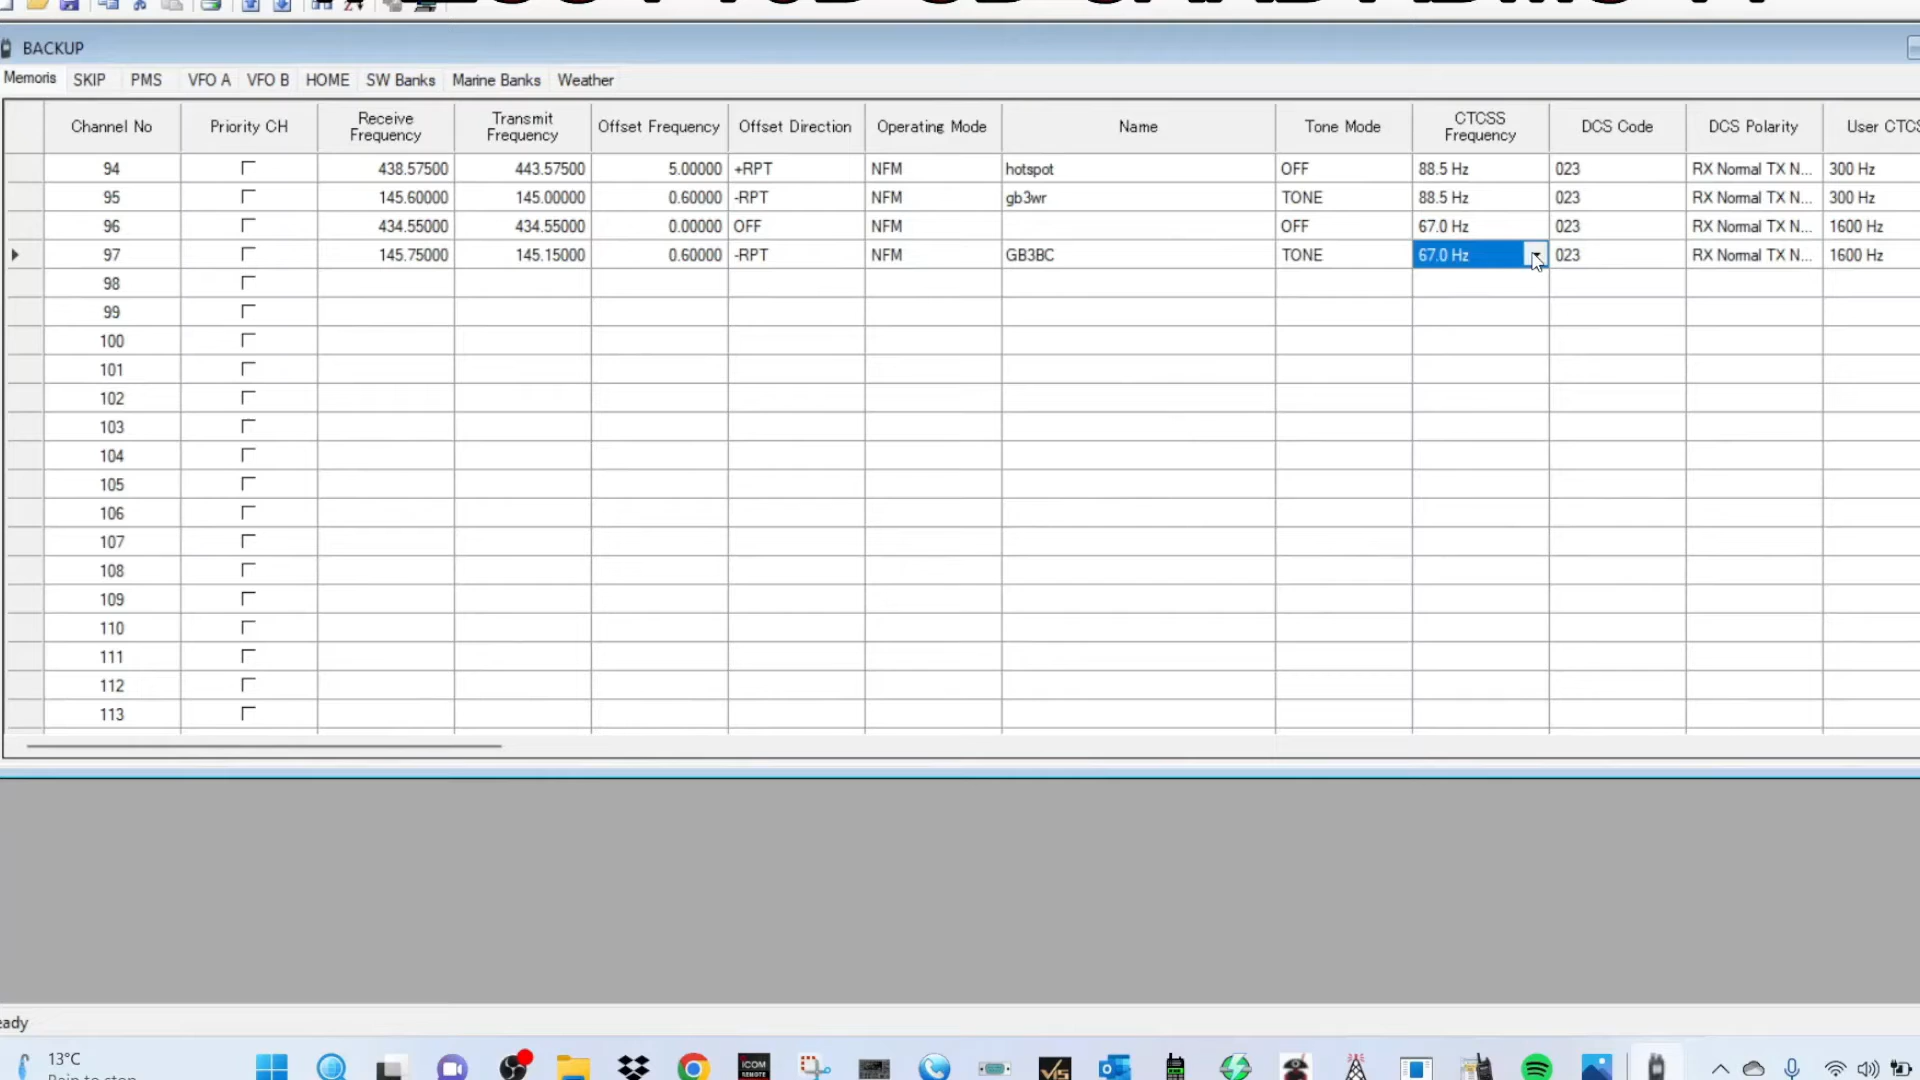 BACKUP
Memoris SKIP PMS VFO A VFO B HOME SW Banks Marine Banks Weather
Channel No Priority CH Receive Frequency Transmit Frequency Offset Frequency Offset Direction Operating Mode Name Tone Mode CTCSS Frequency DCS Code DCS Polarity User CTCS
94 438.57500 443.57500 5.00000 +RPT NFM hotspot OFF 88.5 Hz 023 RX Normal TX N... 300 Hz
95 145.60000 145.00000 0.60000 -RPT NFM gb3wr TONE 88.5 Hz 023 RX Normal TX N... 300 Hz
96 434.55000 434.55000 0.00000 OFF NFM OFF 67.0 Hz 023 RX Normal TX N... 1600 Hz
97 145.75000 145.15000 0.60000 -RPT NFM GB3BC TONE 67.0 Hz 023 RX Normal TX N... 1600 Hz
98
99
100
101
102
103
104
105
106
107
108
109
110
111
112
113
eady
13°C
Rain to stop
ICOM
REMOTE